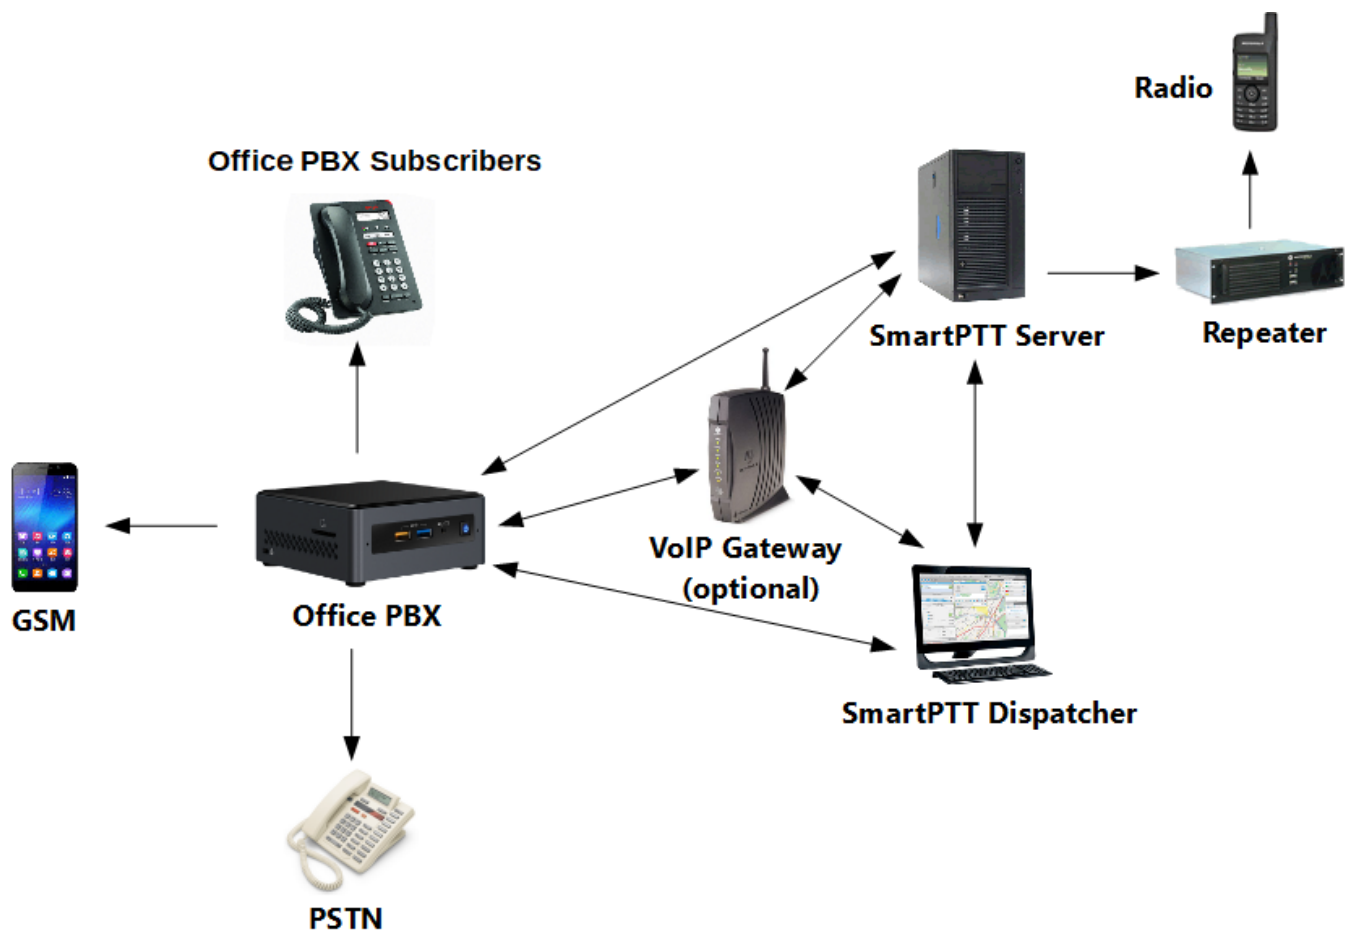 Radio
Office PBX Subscribers
SmartPTT Server
Repeater
VoIP Gateway
(optional)
GSM
Office PBX
SmartPTT Dispatcher
PSTN